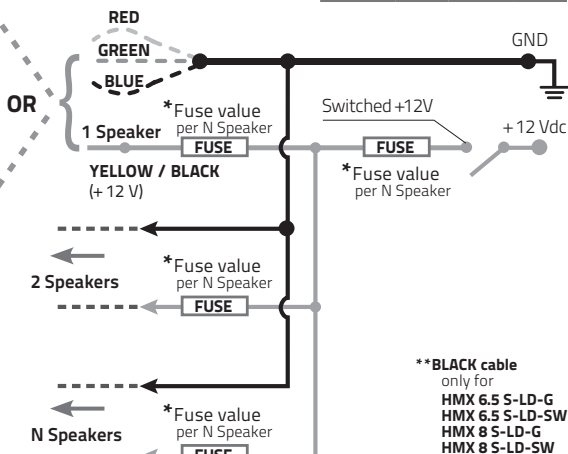 RED
GREEN
BLUE
GND
OR
*Fuse value
per N Speaker
Switched +12V
+12 Vdc
1 Speaker
FUSE
FUSE
YELLOW / BLACK
(+ 12 V)
*Fuse value
per N Speaker
2 Speakers
*Fuse value
per N Speaker
FUSE
N Speakers
*Fuse value
per N Speaker
FUSE
**BLACK cable
only for
HMX 6.5 S-LD-G
HMX 6.5 S-LD-SW
HMX 8 S-LD-G
HMX 8 S-LD-SW